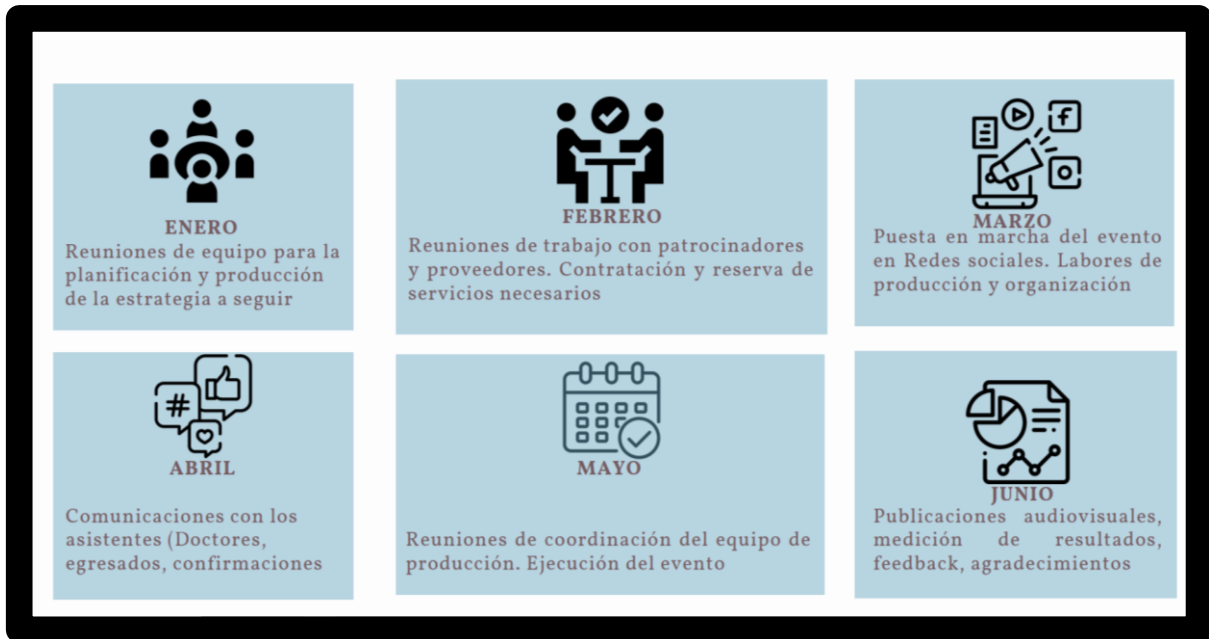 ENERO
Reuniones de equipo para la
planificación y producción
de la estrategia a seguir
FEBRERO
Reuniones de trabajo con patrocinadores
y proveedores. Contratación y reserva de
servicios necesarios
MARZO
Puesta en marcha del evento
en Redes sociales. Labores de
producción y organización
#
ABRIL
Comunicaciones con los
asistentes (Doctores,
egresados, confirmaciones
MAYO
Reuniones de coordinación del equipo de
producción. Ejecución del evento
JUNIO
Publicaciones audiovisuales,
medición de resultados,
feedback, agradecimientos